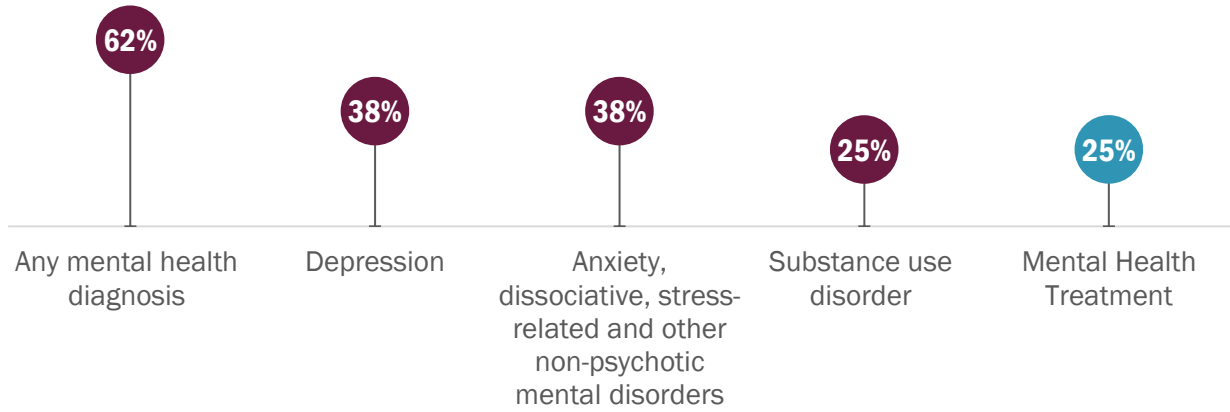 62%
38%
38%
25%
25%
Any mental health
diagnosis
Depression
Anxiety,
dissociative, stress-
related and other
non-psychotic
mental disorders
Substance use
disorder
Mental Health
Treatment